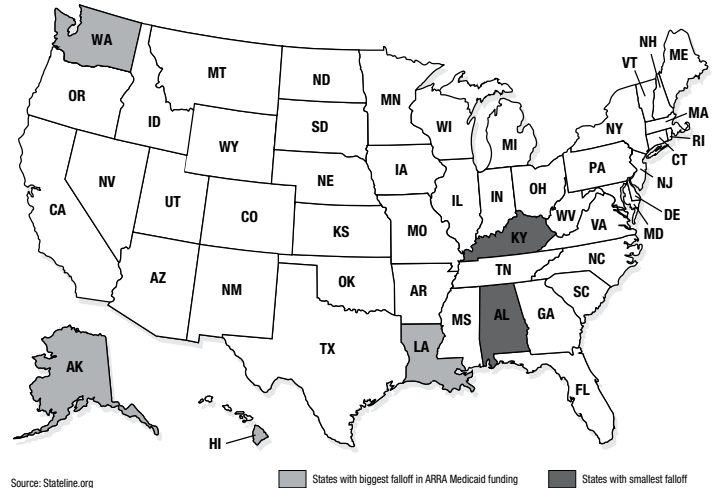 WA
MT
ND
MN
OR
ID
SD
WI
MI
NH
VT
ME
MA
RI
CT
NY
WY
IA
NE
PA
NJ
NV
UT
CO
IL
IN
OH
DE
MD
WV
VA
CA
KS
MO
KY
NC
TN
AZ
NM
OK
AR
SC
MS
AL
GA
TX
LA
AK
FL
HI
Source: Stateline.org
States with biggest falloff in ARRA Medicaid funding
States with smallest falloff